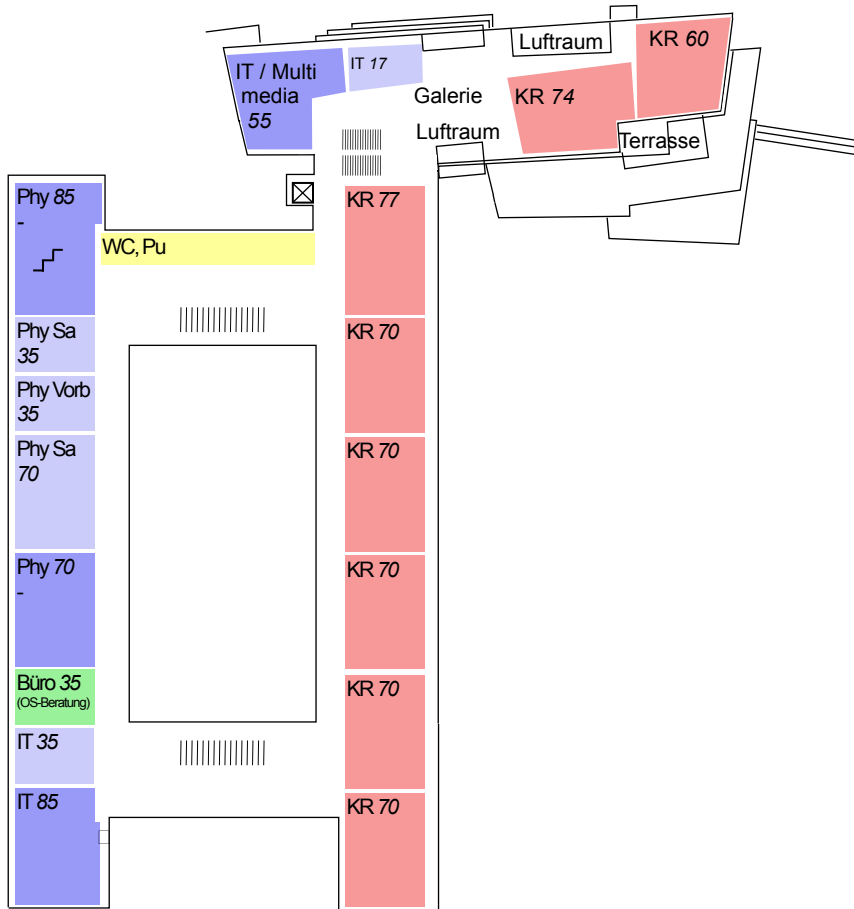 IT / Multi
media
55
IT 17
Luftraum
KR 60
Galerie
KR 74
Luftraum
Terrasse
Phy 85
-
WC, Pu
KR 77
Phy Sa
35
KR 70
Phy Vorb
35
Phy Sa
70
KR 70
Phy 70
-
KR 70
Büro 35
(OS-Beratung)
KR 70
IT 35
IT 85
KR 70